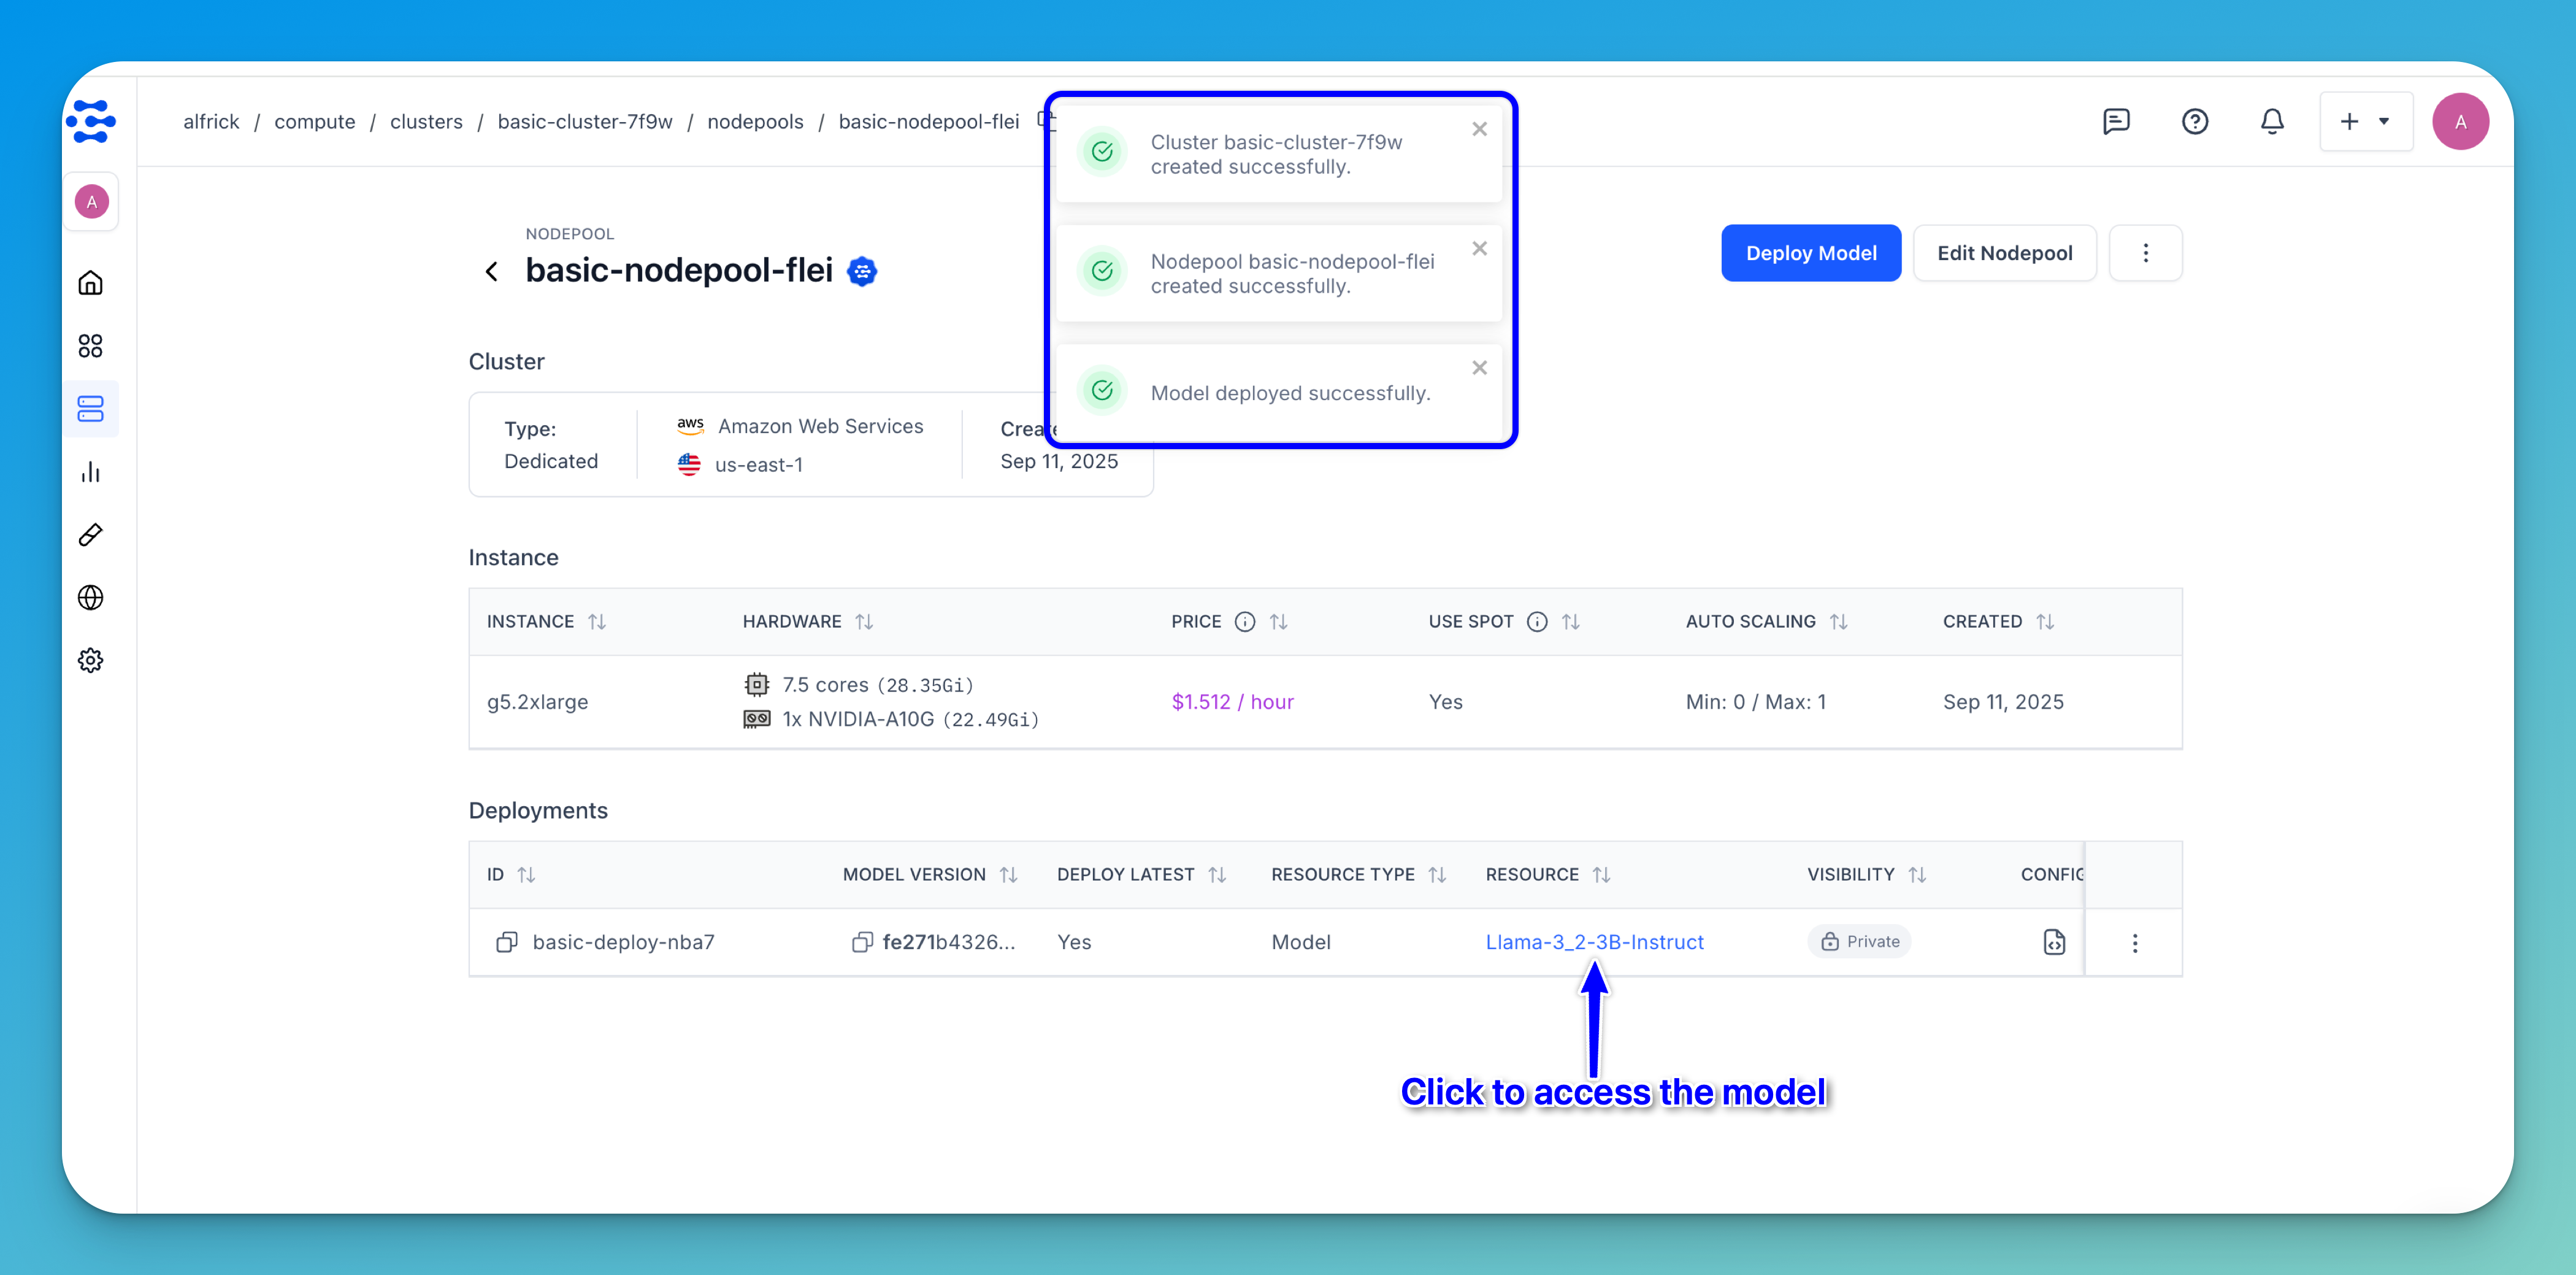 alfrick / compute / clusters / basic-cluster-7f9w / nodepools / basic-nodepool-flei
A
A
Cluster basic-cluster-7f9w
created successfully.
Nodepool basic-nodepool-flei
created successfully.
Model deployed successfully.
NODEPOOL
basic-nodepool-flei
Deploy Model
Edit Nodepool
Cluster
Type:
Dedicated
aws Amazon Web Services
us-east-1
Create
Sep 11, 2025
Instance
INSTANCE HARDWARE PRICE USE SPOT AUTO SCALING CREATED
g5.2xlarge
7.5 cores (28.35Gi)
1x NVIDIA-A10G (22.49Gi)
$1.512 / hour
Yes
Min: 0 / Max: 1
Sep 11, 2025
Deployments
ID MODEL VERSION DEPLOY LATEST RESOURCE TYPE RESOURCE VISIBILITY CONFIG
basic-deploy-nba7 fe271b4326... Yes Model Llama-3_2-3B-Instruct Private
Click to access the model